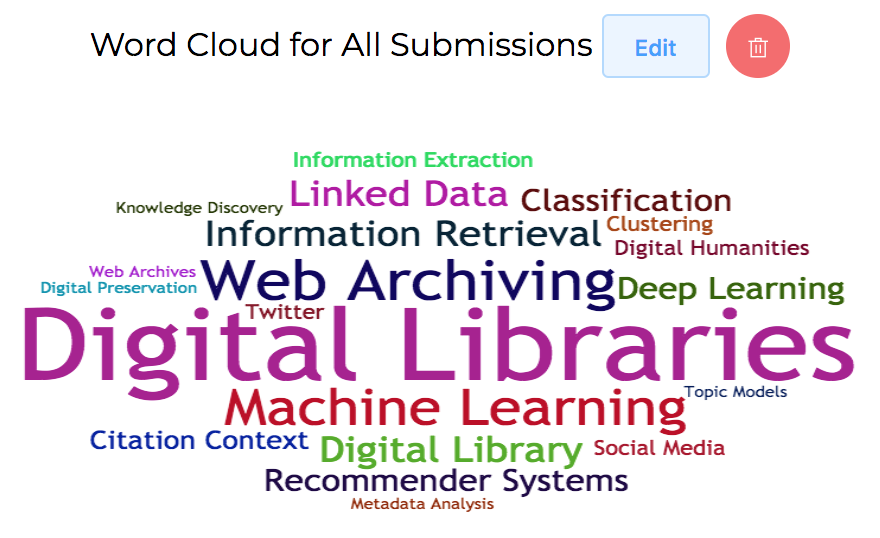 Word Cloud for All Submissions Edit
Information Extraction
Linked Data
Classification
Knowledge Discovery
Information Retrieval
Clustering
Digital Humanities
Web Archives
Web Archiving
Deep Learning
Digital Preservation
Twitter
Digital Libraries
Machine Learning
Topic Models
Citation Context
Digital Library
Social Media
Recommender Systems
Metadata Analysis